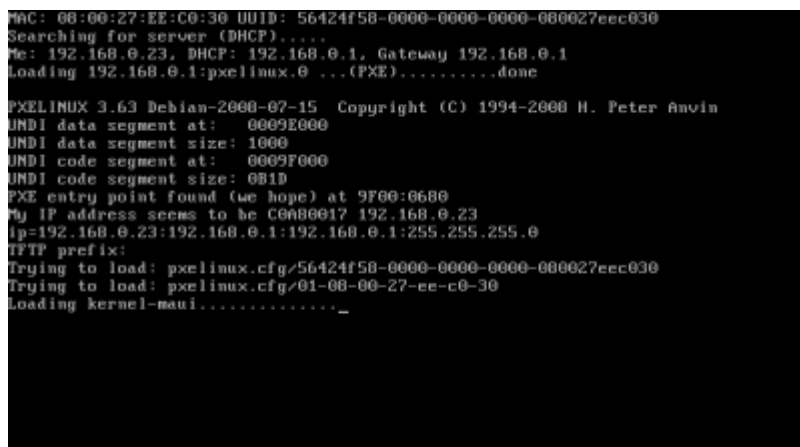 MAC: 08:00:27:EE:C0:30 UUID: 56424f58-0000-0000-0000-080027eec030
Searching for server (DHCP).....
Me: 192.168.0.23, DHCP: 192.168.0.1, Gateway 192.168.0.1
Loading 192.168.0.1:pxelinux.0 ...(PXE)..........done
PXELINUX 3.63 Debian-2008-07-15  Copyright (C) 1994-2008 H. Peter Anvin
UNDI data segment at:   0009E000
UNDI data segment size: 1000
UNDI code segment at:   0009F000
UNDI code segment size: 0B1D
PXE entry point found (we hope) at 9F00:0680
My IP address seems to be C0A80017 192.168.0.23
ip=192.168.0.23:192.168.0.1:192.168.0.1:255.255.255.0
TFTP prefix:
Trying to load: pxelinux.cfg/56424f58-0000-0000-0000-080027eec030
Trying to load: pxelinux.cfg/01-08-00-27-ee-c0-30
Loading kernel-maui.............._